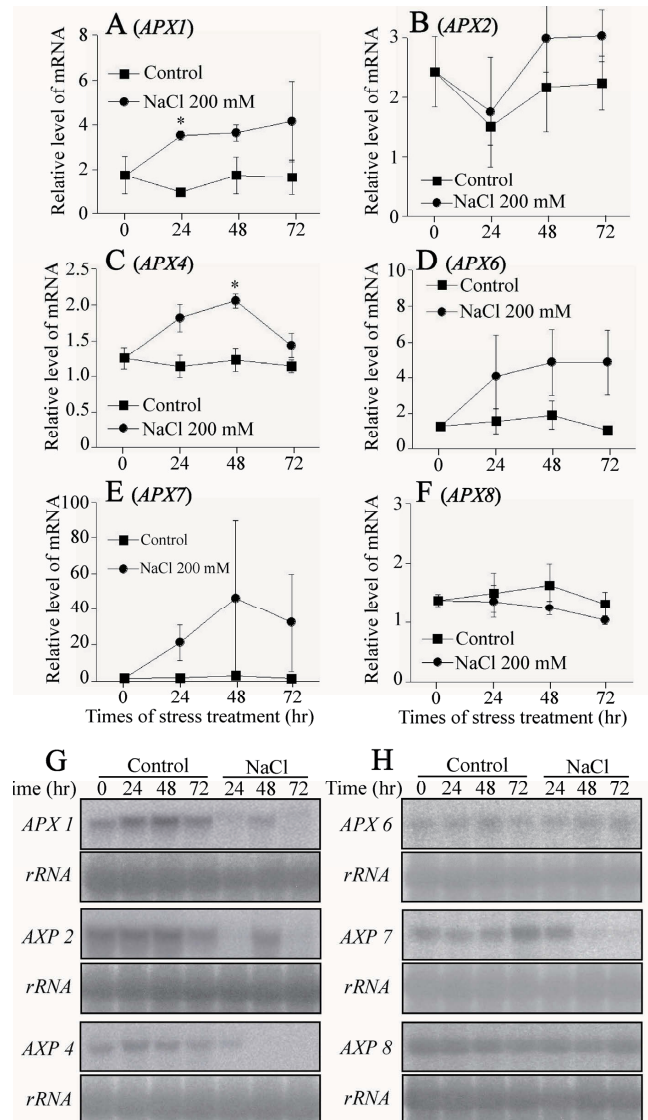 A (APX1)
Relative level of mRNA
8
6
4
2
0
Control
NaCl 200 mM
*
0 24 48 72
B (APX2)
Relative level of mRNA
3
2
1
0
Control
NaCl 200 mM
0 24 48 72
C (APX4)
Relative level of mRNA
2.5
2.0
1.5
1.0
0.5
0
*
Control
NaCl 200 mM
0 24 48 72
D (APX6)
Relative level of mRNA
10
8
6
4
2
0
Control
NaCl 200 mM
0 24 48 72
E (APX7)
Relative level of mRNA
100
80
60
40
20
0
Control
NaCl 200 mM
0 24 48 72
Times of stress treatment (hr)
F (APX8)
Relative level of mRNA
3
2
1
0
Control
NaCl 200 mM
0 24 48 72
Times of stress treatment (hr)
G
Control NaCl
ime (hr) 0 24 48 72 24 48 72
APX 1
rRNA
AXP 2
rRNA
AXP 4
rRNA
H
Control NaCl
Time (hr) 0 24 48 72 24 48 72
APX 6
rRNA
AXP 7
rRNA
AXP 8
rRNA